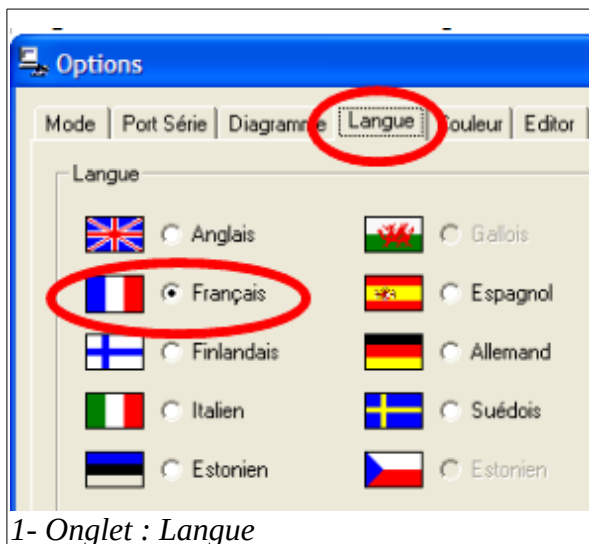 Options
Mode Port Série Diagramme Langue Couleur Editor
Langue
Anglais Gallois
Français Espagnol
Finlandais Allemand
Italien Suédois
Estonien Estonien
1- Onglet : Langue